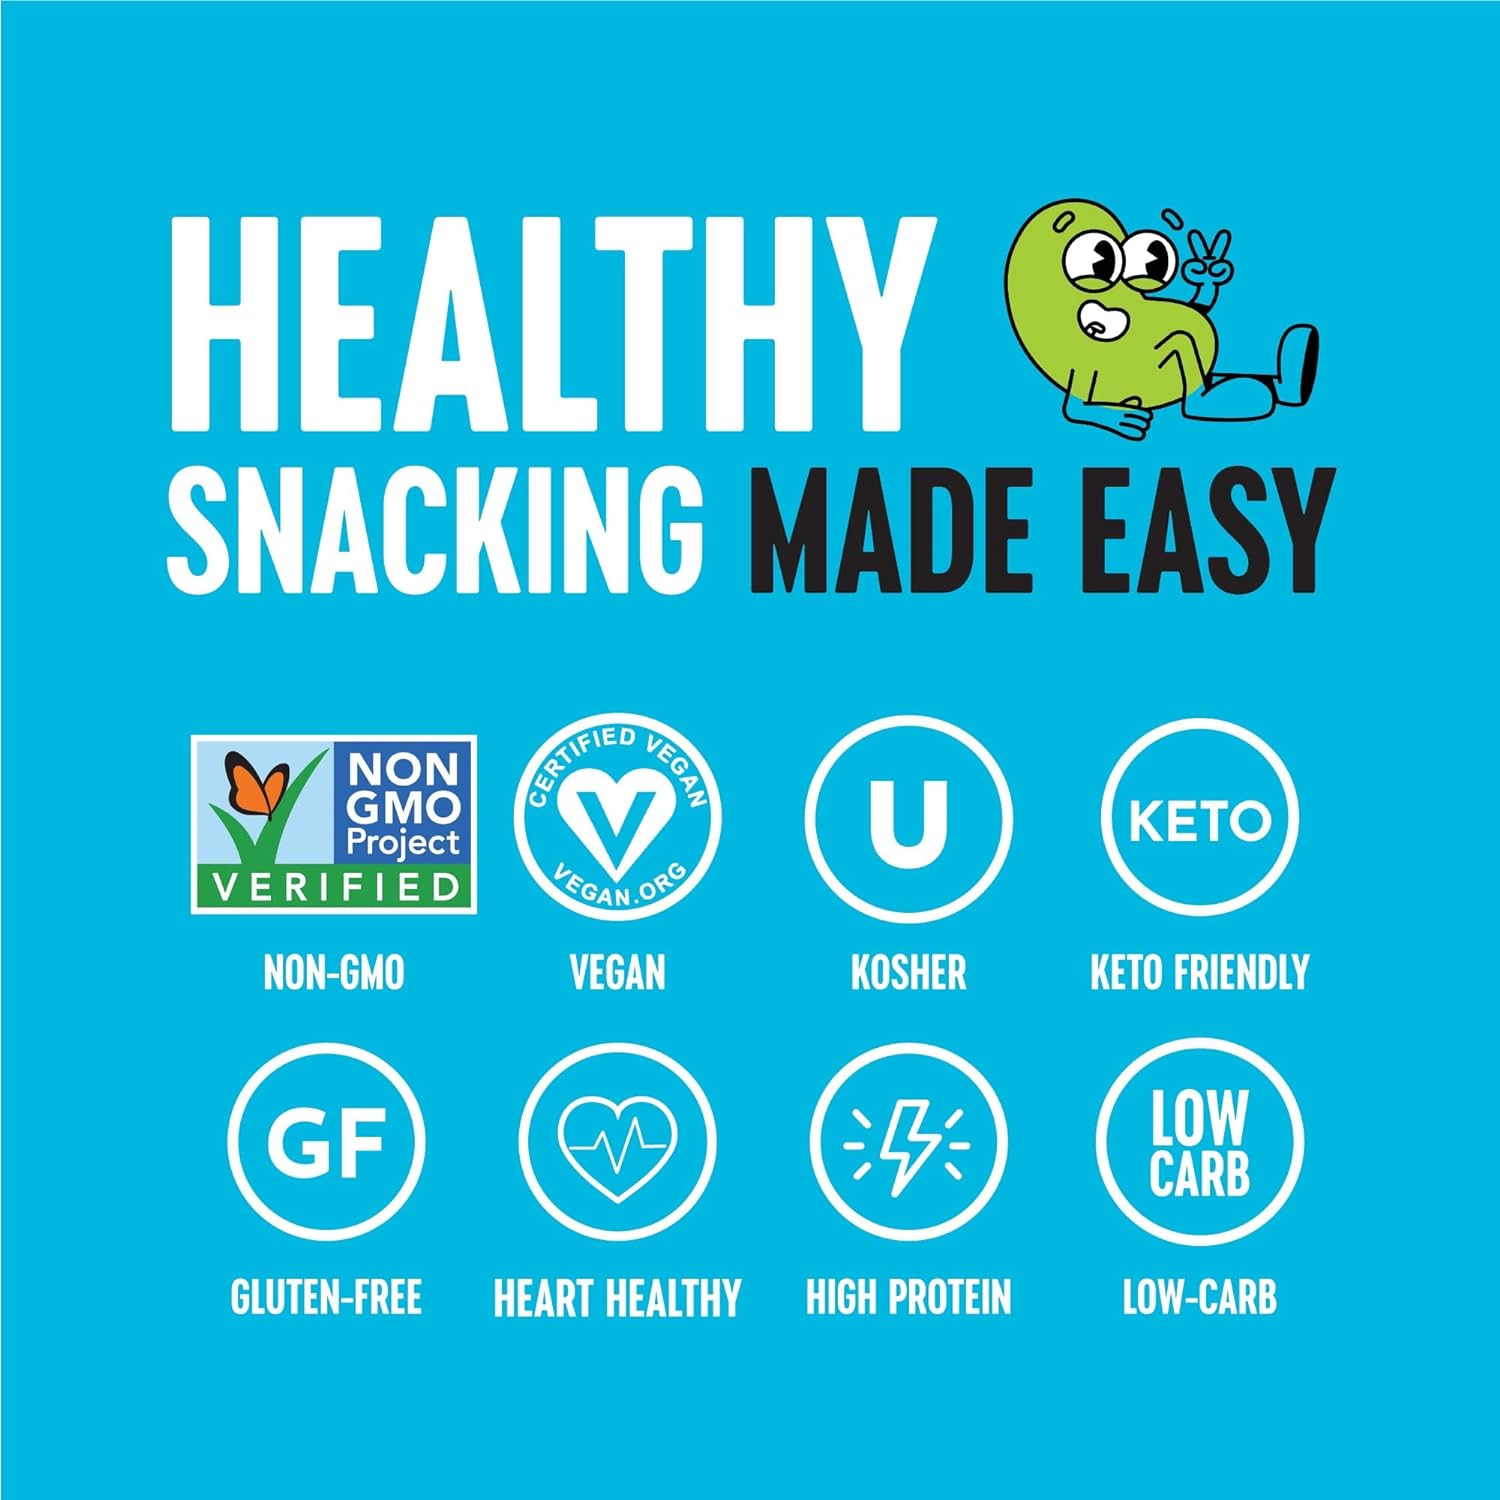 HEALTHY
SNACKING MADE EASY
NON
GMO
Project
VERIFIED
CERTIFIED VEGAN
V
VEGAN.ORG
U
KETO
NON-GMO
VEGAN
KOSHER
KETO FRIENDLY
GF
LOW
CARB
GLUTEN-FREE
HEART HEALTHY
HIGH PROTEIN
LOW-CARB